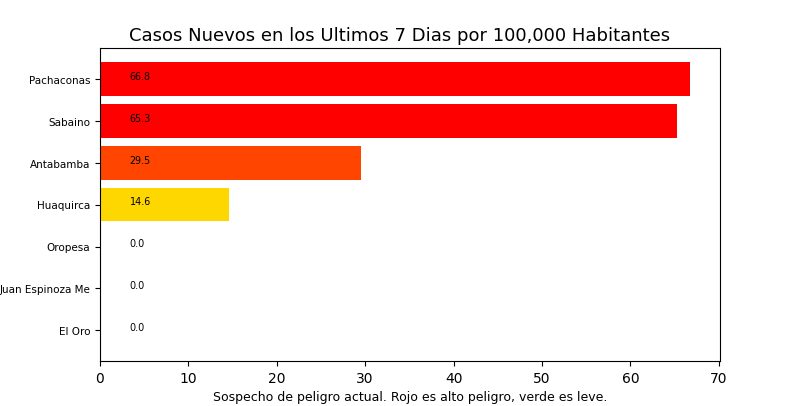 Casos Nuevos en los Ultimos 7 Dias por 100,000 Habitantes
Pachaconas 66.8
Sabaino 65.3
Antabamba 29.5
Huaquirca 14.6
Oropesa 0.0
Juan Espinoza Me 0.0
El Oro 0.0
0 10 20 30 40 50 60 70
Sospecho de peligro actual. Rojo es alto peligro, verde es leve.